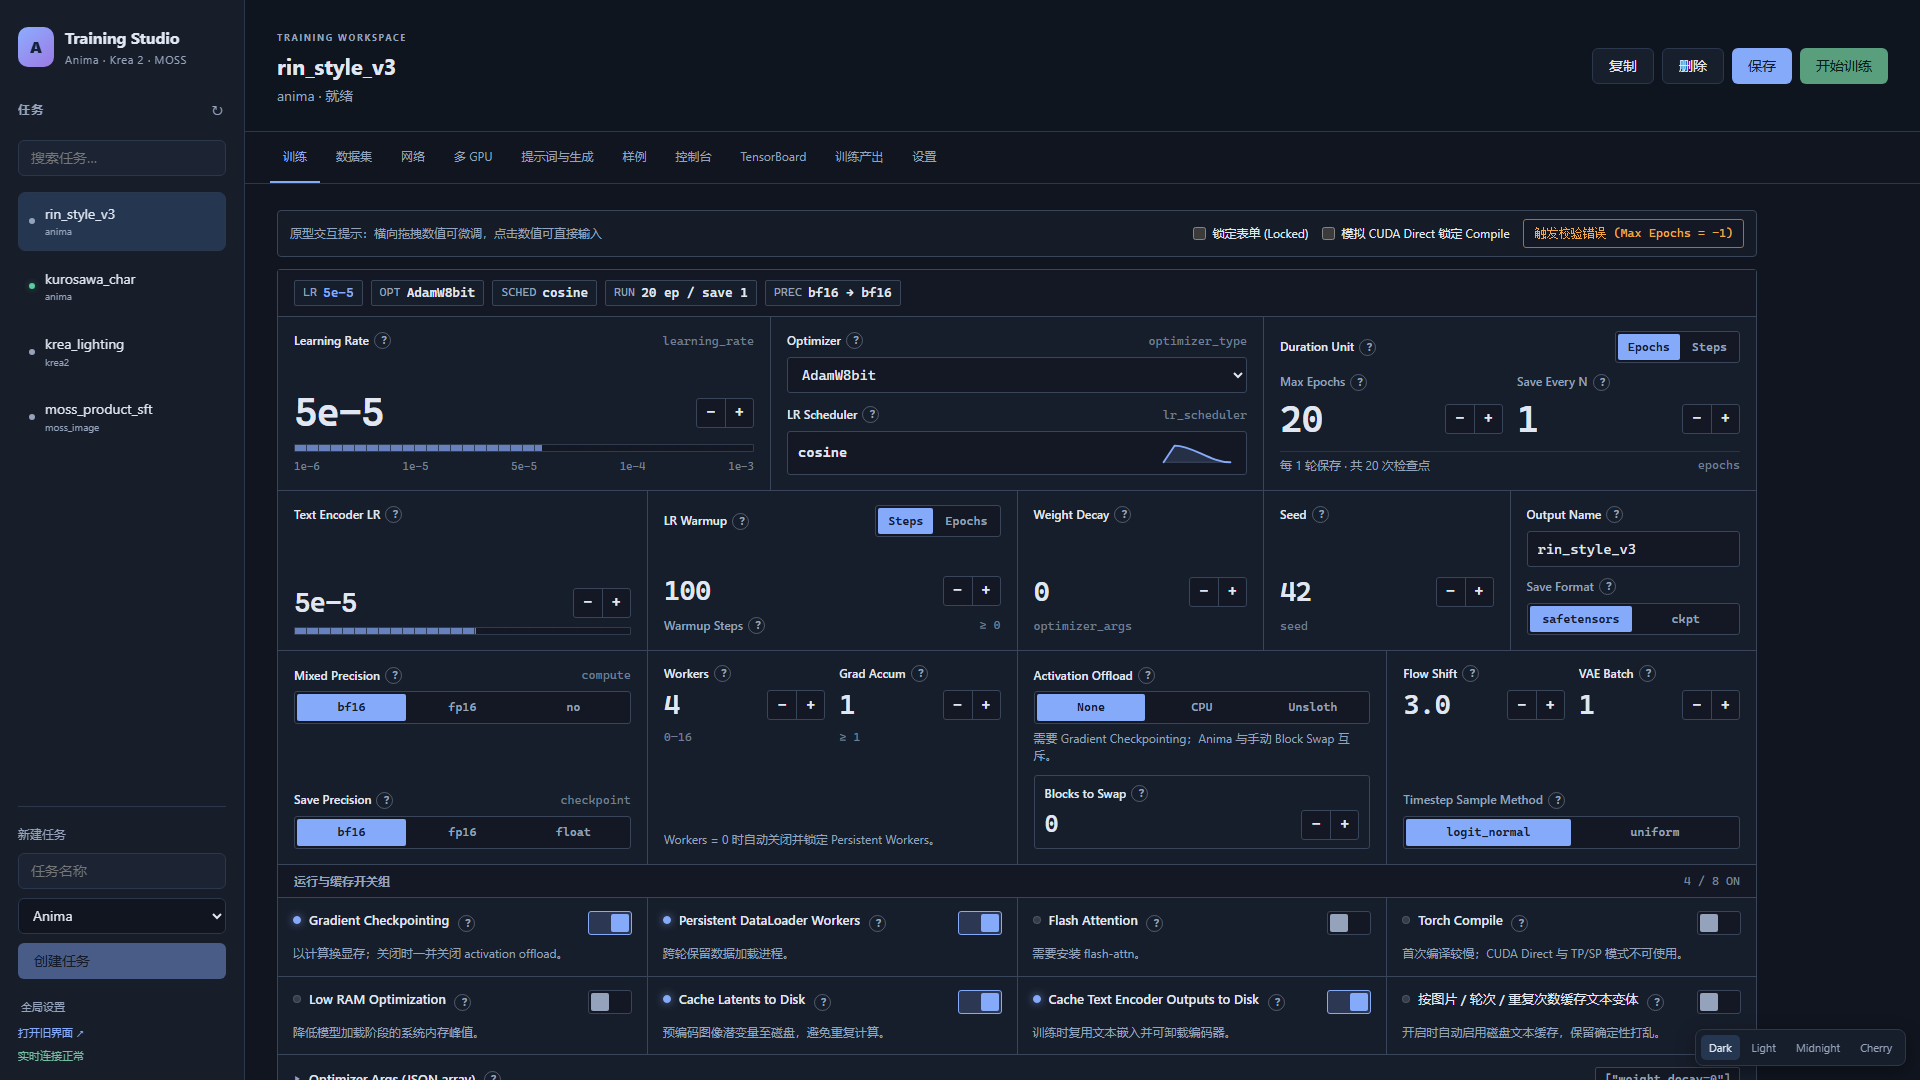 A
Training Studio
Anima · Krea 2 · MOSS
任务
↻
搜索任务...
rin_style_v3
anima
kurosawa_char
anima
krea_lighting
krea2
moss_product_sft
moss_image
新建任务
任务名称
Anima
创建任务
全局设置
打开旧界面 ↗
实时连接正常
TRAINING WORKSPACE
rin_style_v3
anima · 就绪
复制 删除 保存 开始训练
训练 数据集 网络 多 GPU 提示词与生成 样例 控制台 TensorBoard 训练产出 设置
原型交互提示：横向拖拽数值可微调，点击数值可直接输入
锁定表单 (Locked) 模拟 CUDA Direct 锁定 Compile 触发校验错误 (Max Epochs = −1)
LR 5e−5 OPT AdamW8bit SCHED cosine RUN 20 ep / save 1 PREC bf16 → bf16
Learning Rate ? learning_rate
5e−5 − +
1e−6 1e−5 5e−5 1e−4 1e−3
Optimizer ? optimizer_type
AdamW8bit
LR Scheduler ? lr_scheduler
cosine
Duration Unit ? Epochs Steps
Max Epochs ? Save Every N ?
20 − + 1 − +
每 1 轮保存 · 共 20 次检查点 epochs
Text Encoder LR ?
5e−5 − +
LR Warmup ? Steps Epochs
100 − +
Warmup Steps ? ≥ 0
Weight Decay ?
0 − +
optimizer_args
Seed ?
42 − +
seed
Output Name ?
rin_style_v3
Save Format ?
safetensors ckpt
Mixed Precision ? compute
bf16 fp16 no
Save Precision ? checkpoint
bf16 fp16 float
Workers ? Grad Accum ?
4 − + 1 − +
0−16 ≥ 1
Workers = 0 时自动关闭并锁定 Persistent Workers。
Activation Offload ?
None CPU Unsloth
需要 Gradient Checkpointing；Anima 与手动 Block Swap 互
斥。
Blocks to Swap ?
0 − +
Flow Shift ? VAE Batch ?
3.0 − + 1 − +
Timestep Sample Method ?
logit_normal uniform
运行与缓存开关组 4 / 8 ON
Gradient Checkpointing ?
以计算换显存；关闭时一并关闭 activation offload。
Persistent DataLoader Workers ?
跨轮保留数据加载进程。
Flash Attention ?
需要安装 flash-attn。
Torch Compile ?
首次编译较慢；CUDA Direct 与 TP/SP 模式不可使用。
Low RAM Optimization ?
降低模型加载阶段的系统内存峰值。
Cache Latents to Disk ?
预编码图像潜变量至磁盘，避免重复计算。
Cache Text Encoder Outputs to Disk ?
训练时复用文本嵌入并可卸载编码器。
按图片 / 轮次 / 重复次数缓存文本变体 ?
开启时自动启用磁盘文本缓存，保留确定性打乱。
Optimizer Args (JSON array) ? ["weight_decay=0"]
Dark Light Midnight Cherry